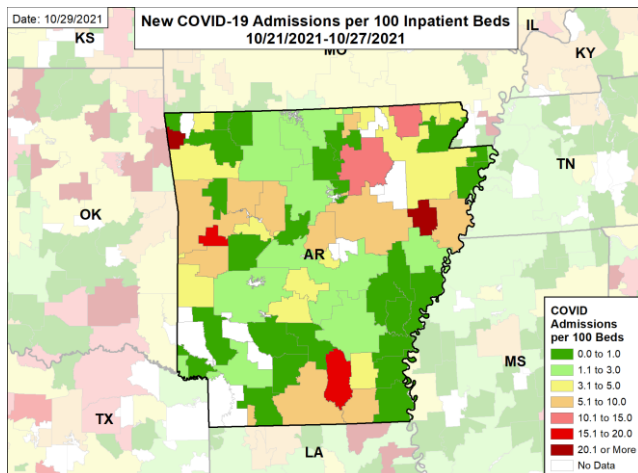 Date: 10/29/2021
New COVID-19 Admissions per 100 Inpatient Beds
10/21/2021-10/27/2021
KS
MO
IL
KY
OK
AR
TN
TX
LA
MS
COVID
Admissions
per 100 Beds
0.0 to 1.0
1.1 to 3.0
3.1 to 5.0
5.1 to 10.0
10.1 to 15.0
15.1 to 20.0
20.1 or More
No Data